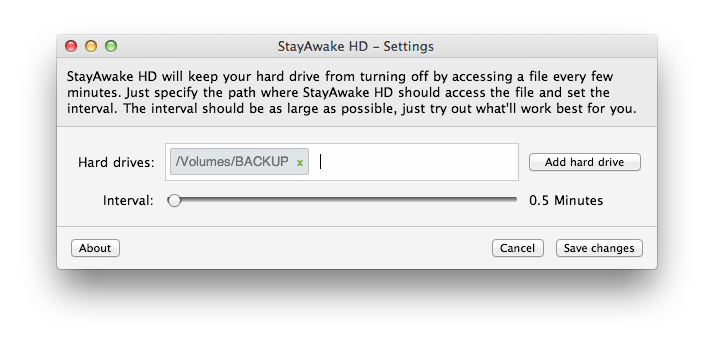 StayAwake HD – Settings
StayAwake HD will keep your hard drive from turning off by accessing a file every few
minutes. Just specify the path where StayAwake HD should access the file and set the
interval. The interval should be as large as possible, just try out what'll work best for you.
Hard drives: /Volumes/BACKUP x Add hard drive
Interval: 0.5 Minutes
About Cancel Save changes